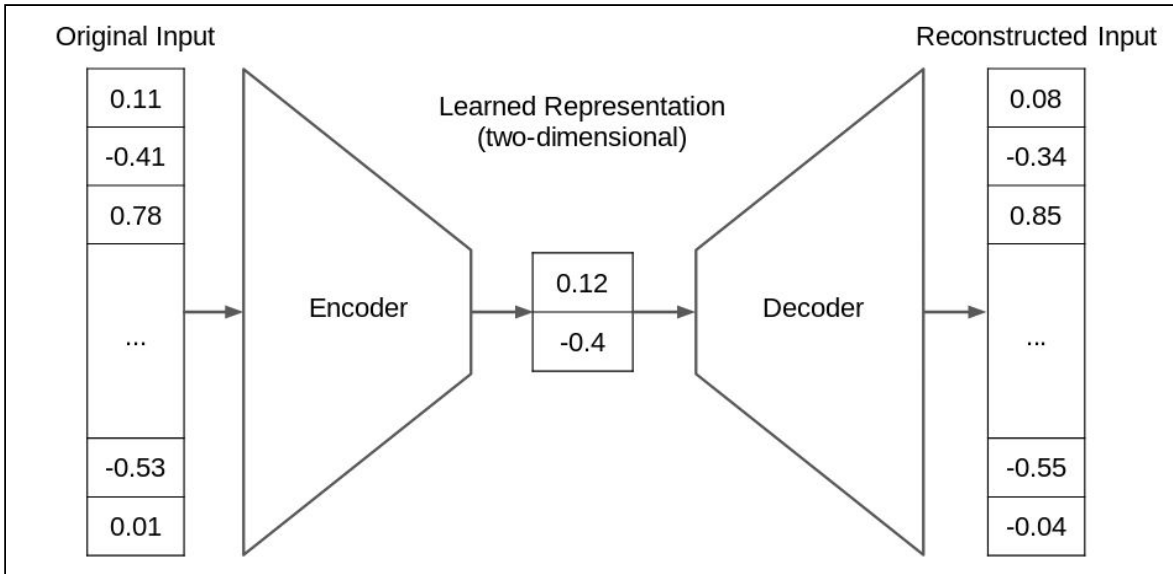 Original Input
0.11
-0.41
0.78
...
-0.53
0.01
Encoder
Learned Representation
(two-dimensional)
0.12
-0.4
Decoder
Reconstructed Input
0.08
-0.34
0.85
...
-0.55
-0.04